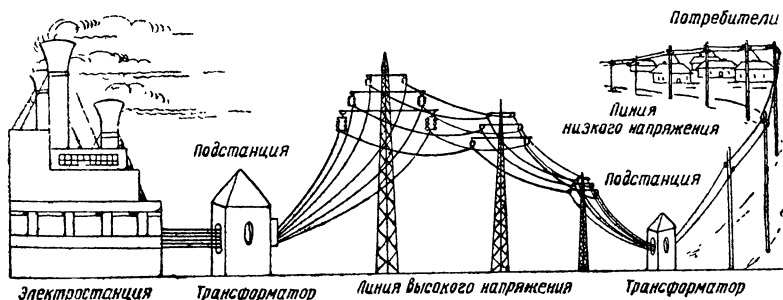 Потребители
Линия
низкого напряжения
Подстанция
Подстанция
Электростанция
Трансформатор
Линия высокого напряжения
Трансформатор